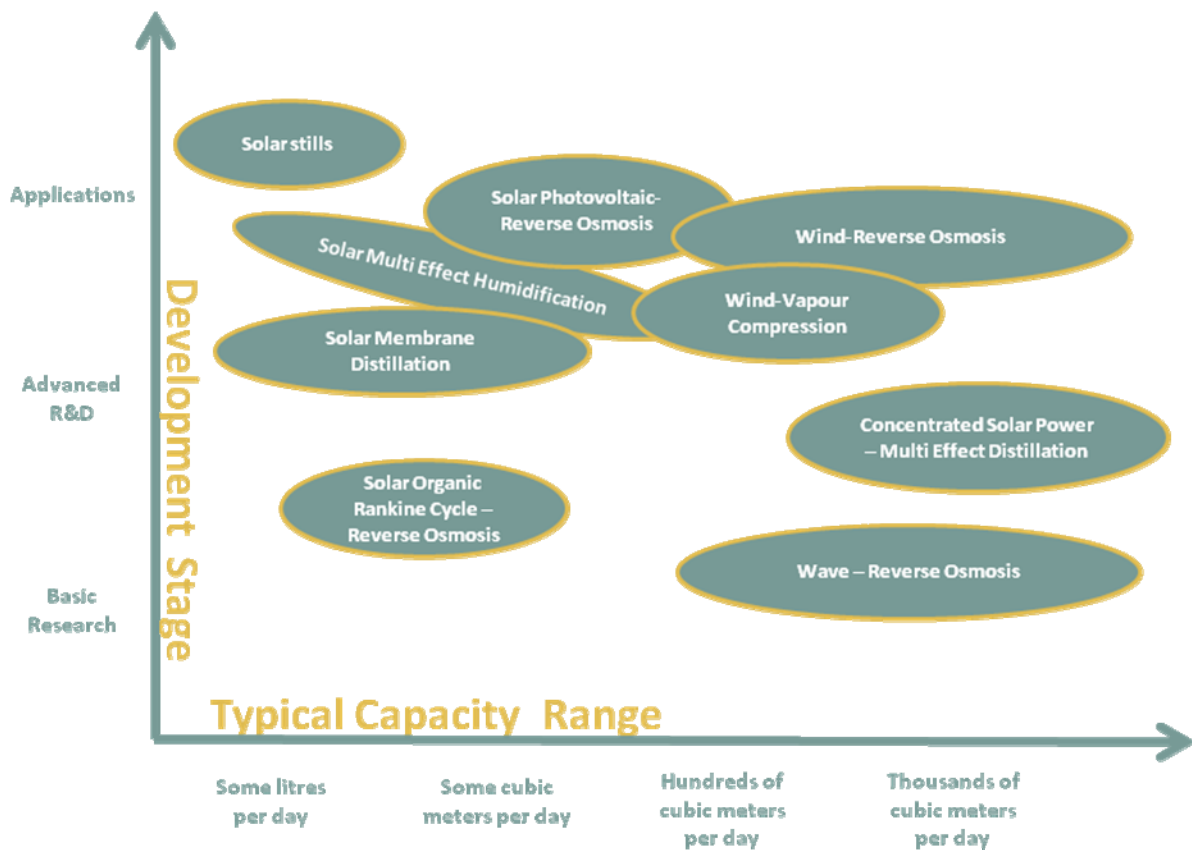 Solar stills
Applications
Solar Photovoltaic-
Reverse Osmosis
Wind-Reverse Osmosis
Solar Multi Effect Humidification
Wind-Vapour
Compression
Solar Membrane
Distillation
Advanced
R&D
Concentrated Solar Power
– Multi Effect Distillation
Solar Organic
Rankine Cycle –
Reverse Osmosis
Wave – Reverse Osmosis
Basic
Research
Development Stage
Typical Capacity Range
Some litres
per day
Some cubic
meters per day
Hundreds of
cubic meters
per day
Thousands of
cubic meters
per day